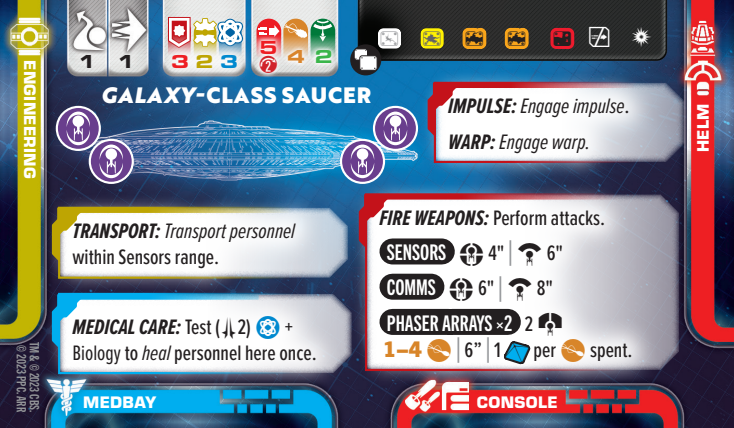 1 1 3 2 3 5 4 2
2
ENGINEERING
HELM
GALAXY-CLASS SAUCER
IMPULSE: Engage impulse.
WARP: Engage warp.
TRANSPORT: Transport personnel
within Sensors range.
MEDICAL CARE: Test (2) +
Biology to heal personnel here once.
FIRE WEAPONS: Perform attacks.
SENSORS 4" | 6"
COMMS 6" | 8"
PHASER ARRAYS ×2 2
1–4 | 6” | 1 per spent.
TM & © 2023 CBS.
© 2023 PPC. ARR
MEDBAY
CONSOLE